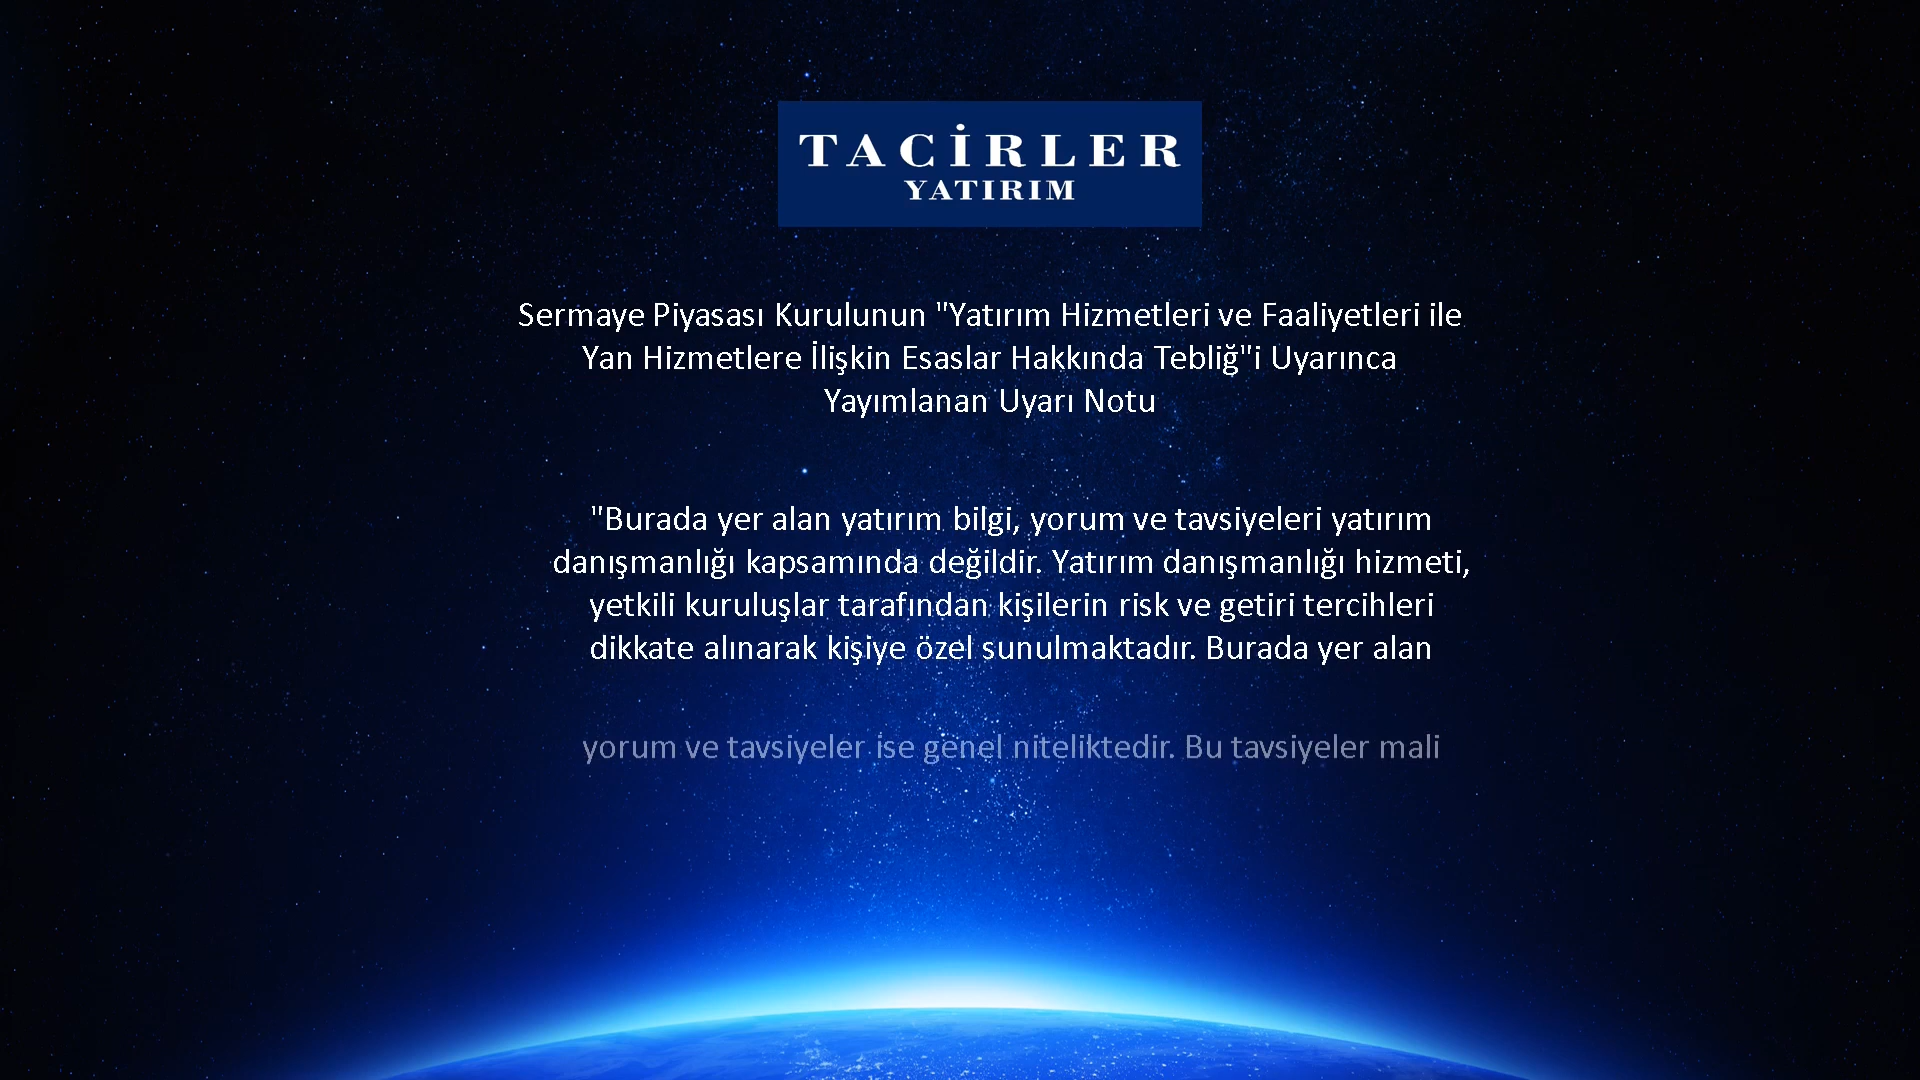 TACİRLER
YATIRIM
Sermaye Piyasası Kurulunun "Yatırım Hizmetleri ve Faaliyetleri ile
Yan Hizmetlere İlişkin Esaslar Hakkında Tebliğ"i Uyarınca
Yayımlanan Uyarı Notu
"Burada yer alan yatırım bilgi, yorum ve tavsiyeleri yatırım
danışmanlığı kapsamında değildir. Yatırım danışmanlığı hizmeti,
yetkili kuruluşlar tarafından kişilerin risk ve getiri tercihleri
dikkate alınarak kişiye özel sunulmaktadır. Burada yer alan
yorum ve tavsiyeler ise genel niteliktedir. Bu tavsiyeler mali